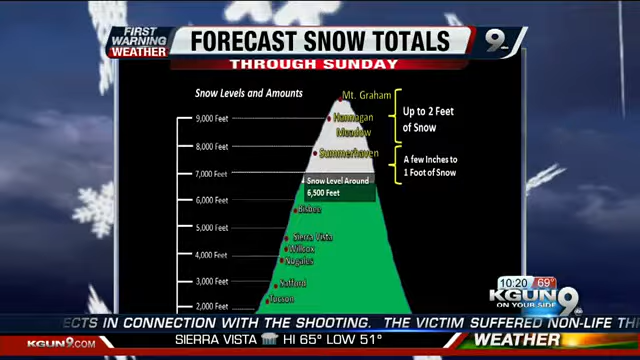 FIRST
WARNING
WEATHER
FORECAST SNOW TOTALS
9
THROUGH SUNDAY
Snow Levels and Amounts
Mt. Graham
9,000 Feet
Hannagan
Meadow
Up to 2 Feet
of Snow
8,000 Feet
Summerhaven
A few Inches to
1 Foot of Snow
7,000 Feet
Snow Level Around
6,500 Feet
6,000 Feet
Bisbee
5,000 Feet
Sierra Vista
Wilcox
4,000 Feet
Nogales
3,000 Feet
Safford
Tucson
2,000 Feet
10:20 69°
KGUN9
ON YOUR SIDE
ECTS IN CONNECTION WITH THE SHOOTING. THE VICTIM SUFFERED NON-LIFE TH
KGUN9.COM
SIERRA VISTA HI 65° LOW 51°
WEATHER